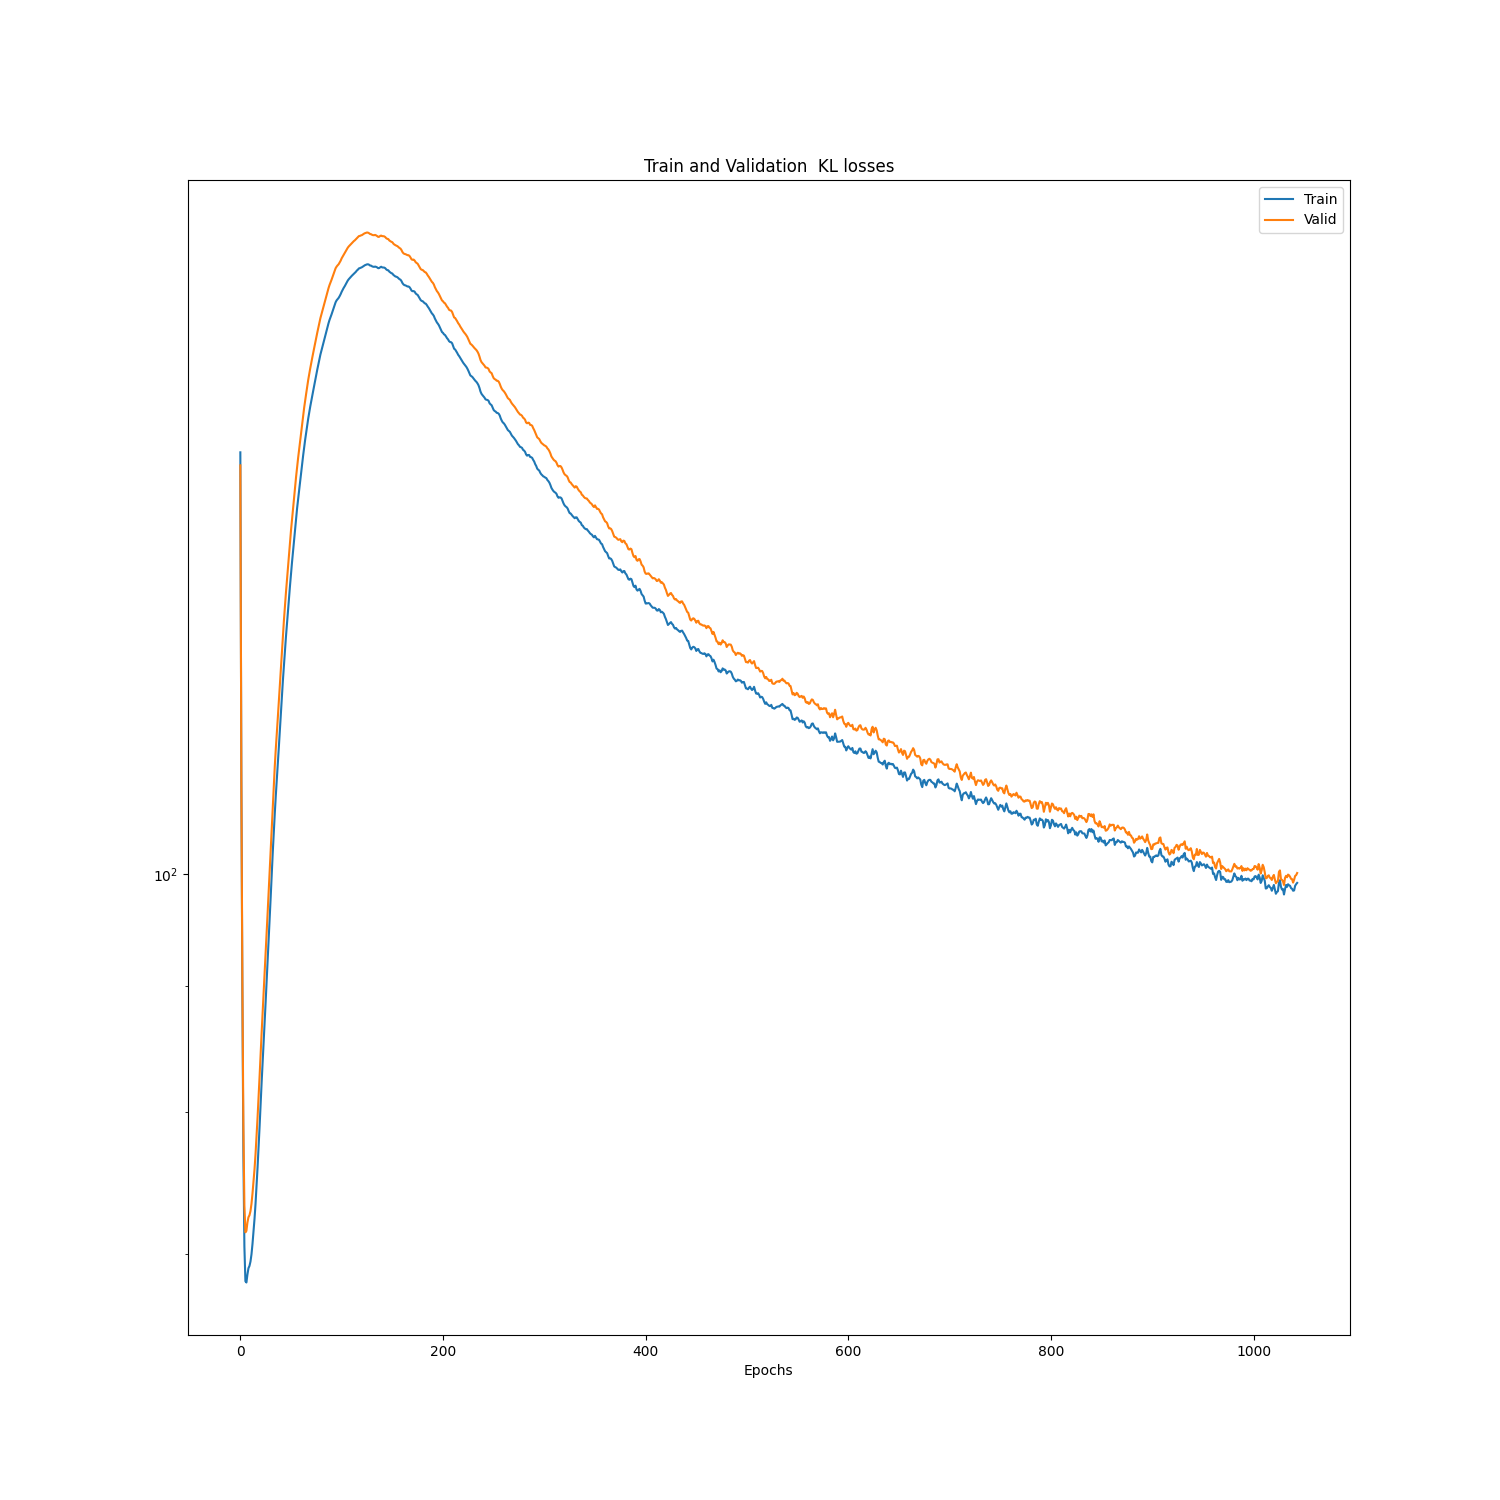 Train and Validation  KL losses
Train
Valid
10²
0 200 400 600 800 1000
Epochs